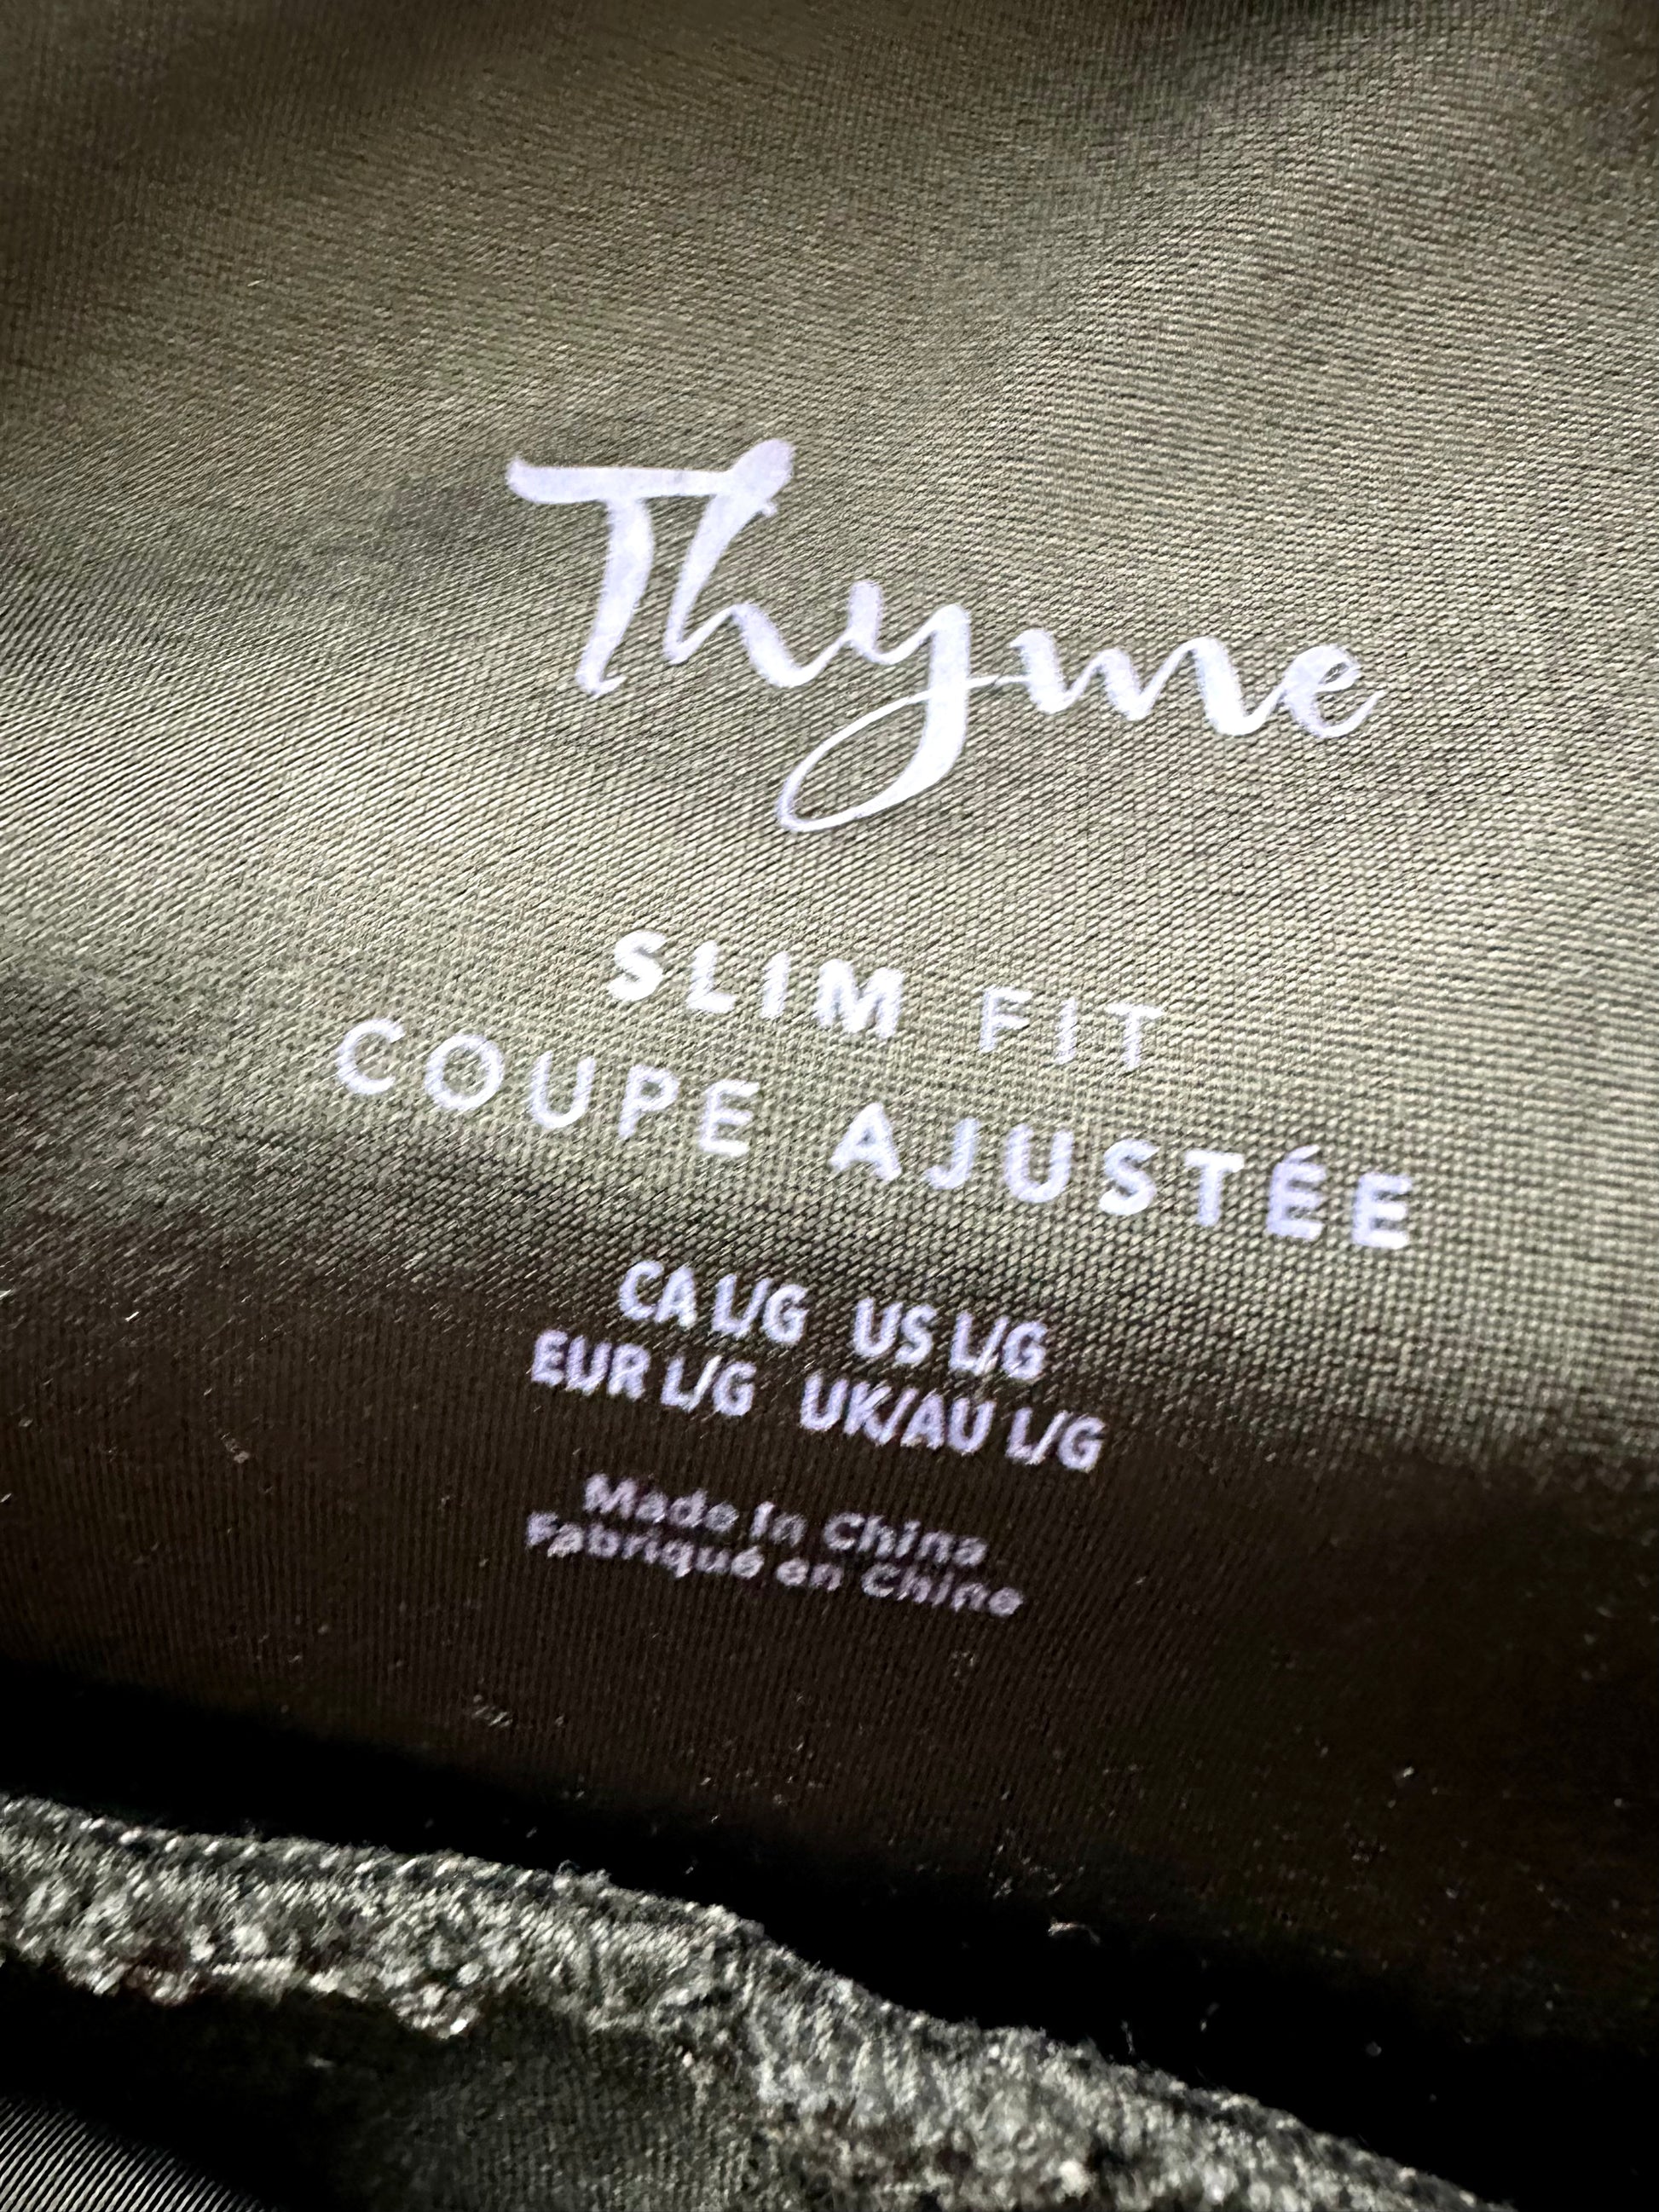 Thyme
SLIM FIT
COUPE AJUSTÉE
CA L/G US L/G
EUR L/G UK/AU L/G
Made in China
Fabriqué en Chine